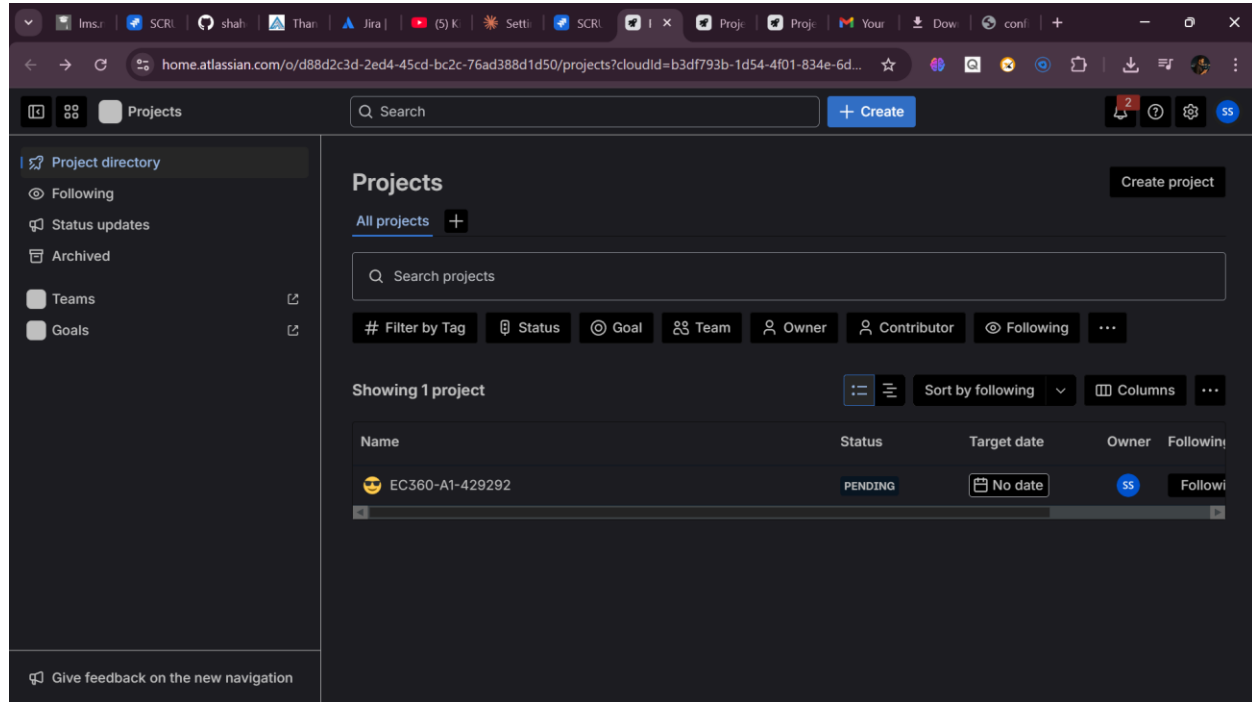 lms.r SCRU shah Than Jira | (5) K Settin SCRU I Proje Proje Your Dow confi
home.atlassian.com/o/d88d2c3d-2ed4-45cd-bc2c-76ad388d1d50/projects?cloudId=b3df793b-1d54-4f01-834e-6d...
Projects
Search
+ Create
2
SS
Project directory
Following
Status updates
Archived
Teams
Goals
Projects
Create project
All projects
Search projects
# Filter by Tag Status Goal Team Owner Contributor Following ...
Showing 1 project
Sort by following
Columns
...
Name Status Target date Owner Following
EC360-A1-429292 PENDING No date SS Followi
Give feedback on the new navigation